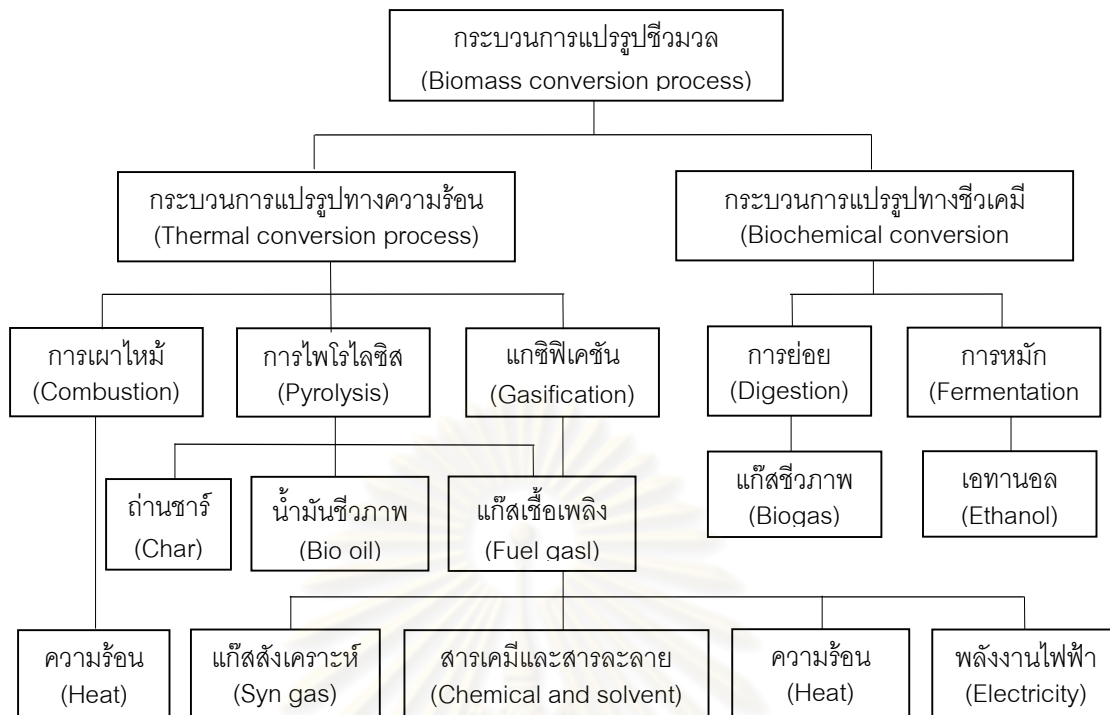 กระบวนการแปรรูปชีวมวล
(Biomass conversion process)
กระบวนการแปรรูปทางความร้อน
(Thermal conversion process)
กระบวนการแปรรูปทางชีวเคมี
(Biochemical conversion
การเผาไหม้
(Combustion)
การไพโรไลซิส
(Pyrolysis)
แกซิฟิเคชัน
(Gasification)
การย่อย
(Digestion)
การหมัก
(Fermentation
ถ่านชาร์
(Char)
น้ำมันชีวภาพ
(Bio oil)
แก๊สเชื้อเพลิง
(Fuel gasl)
แก๊สชีวภาพ
(Biogas)
เอทานอล
(Ethanol)
ความร้อน
(Heat)
แก๊สสังเคราะห์
(Syn gas)
สารเคมีและสารละลาย
(Chemical and solvent)
ความร้อน
(Heat)
พลังงานไฟฟ้า
(Electricity)